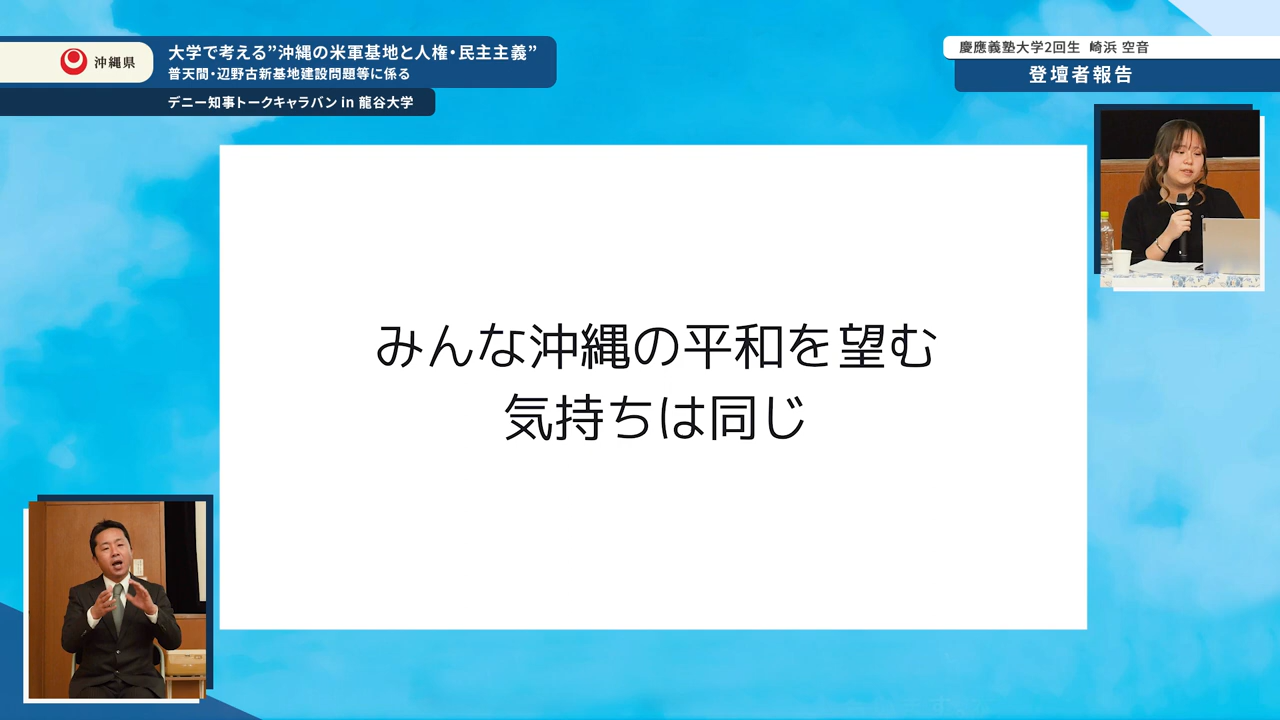 沖縄県
大学で考える”沖縄の米軍基地と人権・民主主義”
普天間・辺野古新基地建設問題等に係る
デニー知事トークキャラバン in 龍谷大学
慶應義塾大学2回生 崎浜 空音
登壇者報告
みんな沖縄の平和を望む
気持ちは同じ